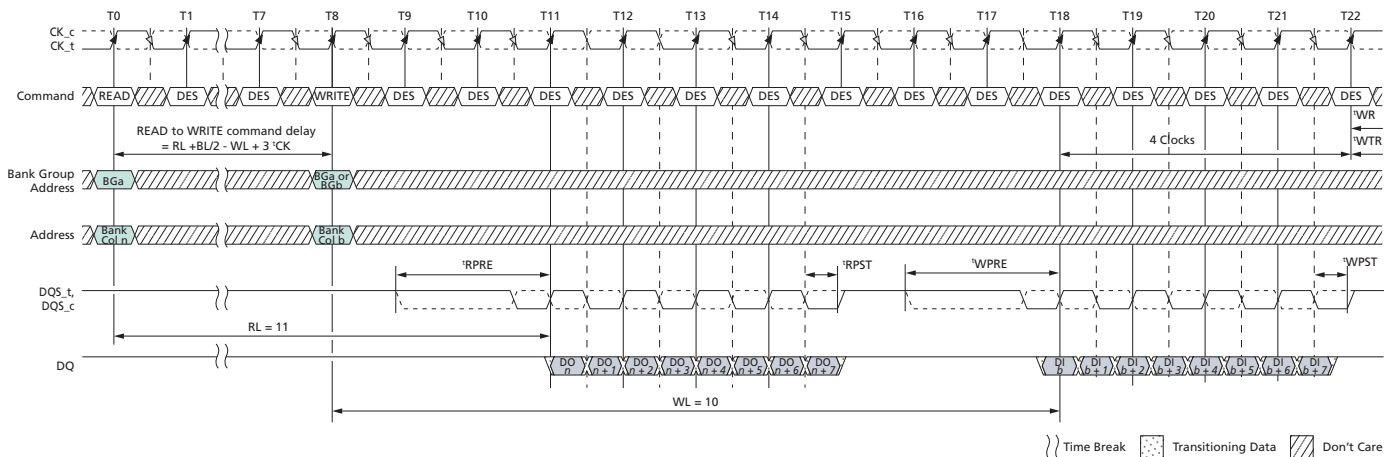 T0 T1 T7 T8 T9 T10 T11 T12 T13 T14 T15 T16 T17 T18 T19 T20 T21 T22
CK_c
CK_t
Command READ DES DES WRITE DES DES DES DES DES DES DES DES DES DES DES DES DES DES
READ to WRITE command delay
= RL +BL/2 - WL + 3 tCK
4 Clocks
tWR
tWTR
Bank Group
Address
BGa
BGa or
BGb
Address
Bank
Col n
Bank
Col b
tRPRE tRPST tWPRE tWPST
DQS_t,
DQS_c
RL = 11
DQ
DO
n
DO
n + 1
DO
n + 2
DO
n + 3
DO
n + 4
DO
n + 5
DO
n + 6
DO
n + 7
DI
b
DI
b + 1
DI
b + 2
DI
b + 3
DI
b + 4
DI
b + 5
DI
b + 6
DI
b + 7
WL = 10
Time Break Transitioning Data Don't Care